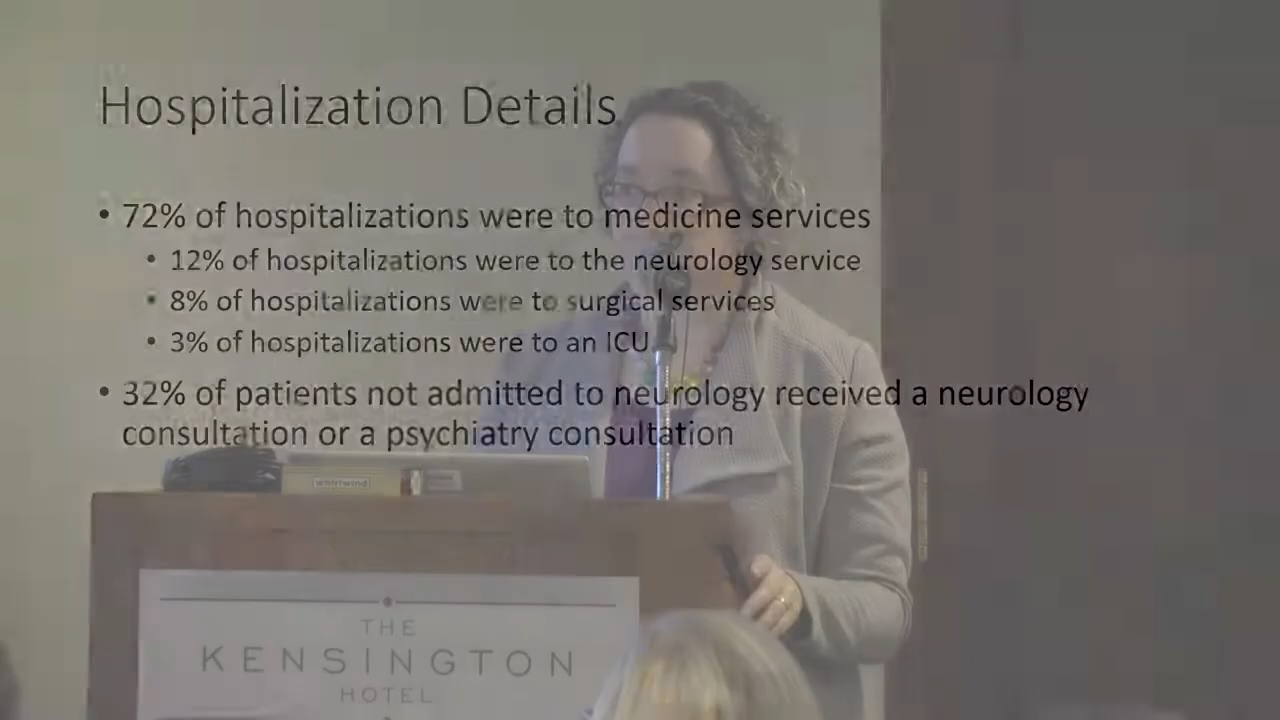 Hospitalization Details
• 72% of hospitalizations were to medicine services
• 12% of hospitalizations were to the neurology service
• 8% of hospitalizations were to surgical services
• 3% of hospitalizations were to an ICU
• 32% of patients not admitted to neurology received a neurology
consultation or a psychiatry consultation
whirlwind
THE
KENSINGTON
HOTEL